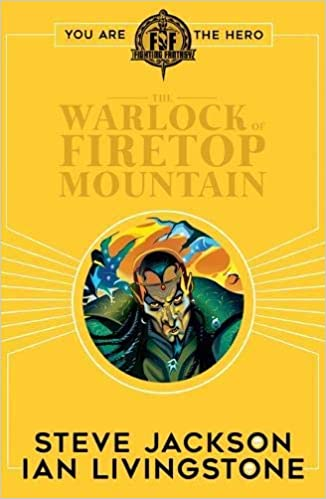 YOU ARE THE HERO
FF
FIGHTING FANTASY
THE
WARLOCK OF
FIRETOP
MOUNTAIN
STEVE JACKSON
IAN LIVINGSTONE